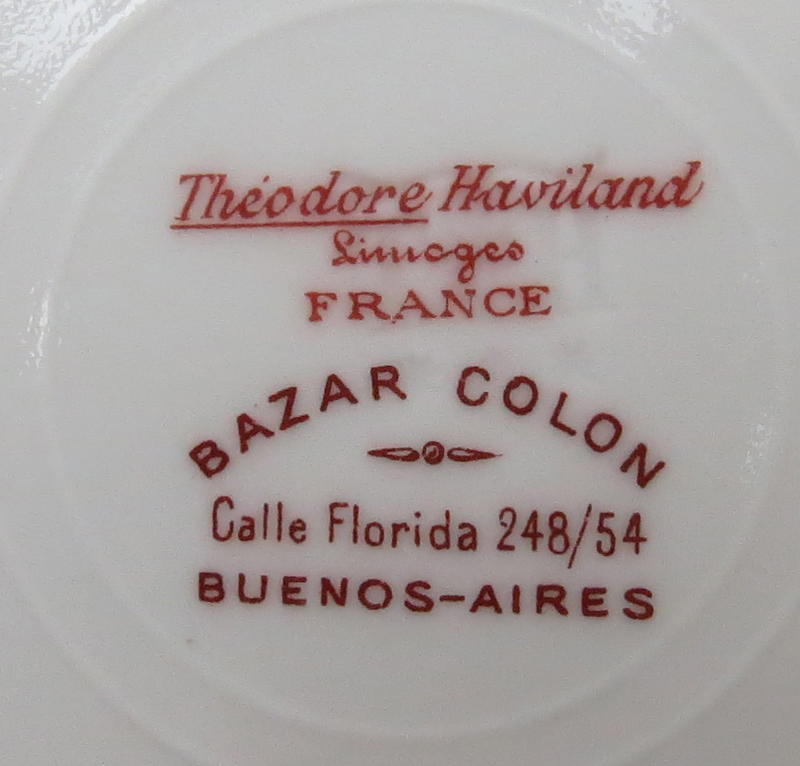 Théodore Haviland
Limoges
FRANCE
BAZAR COLON
Calle Florida 248/54
BUENOS-AIRES